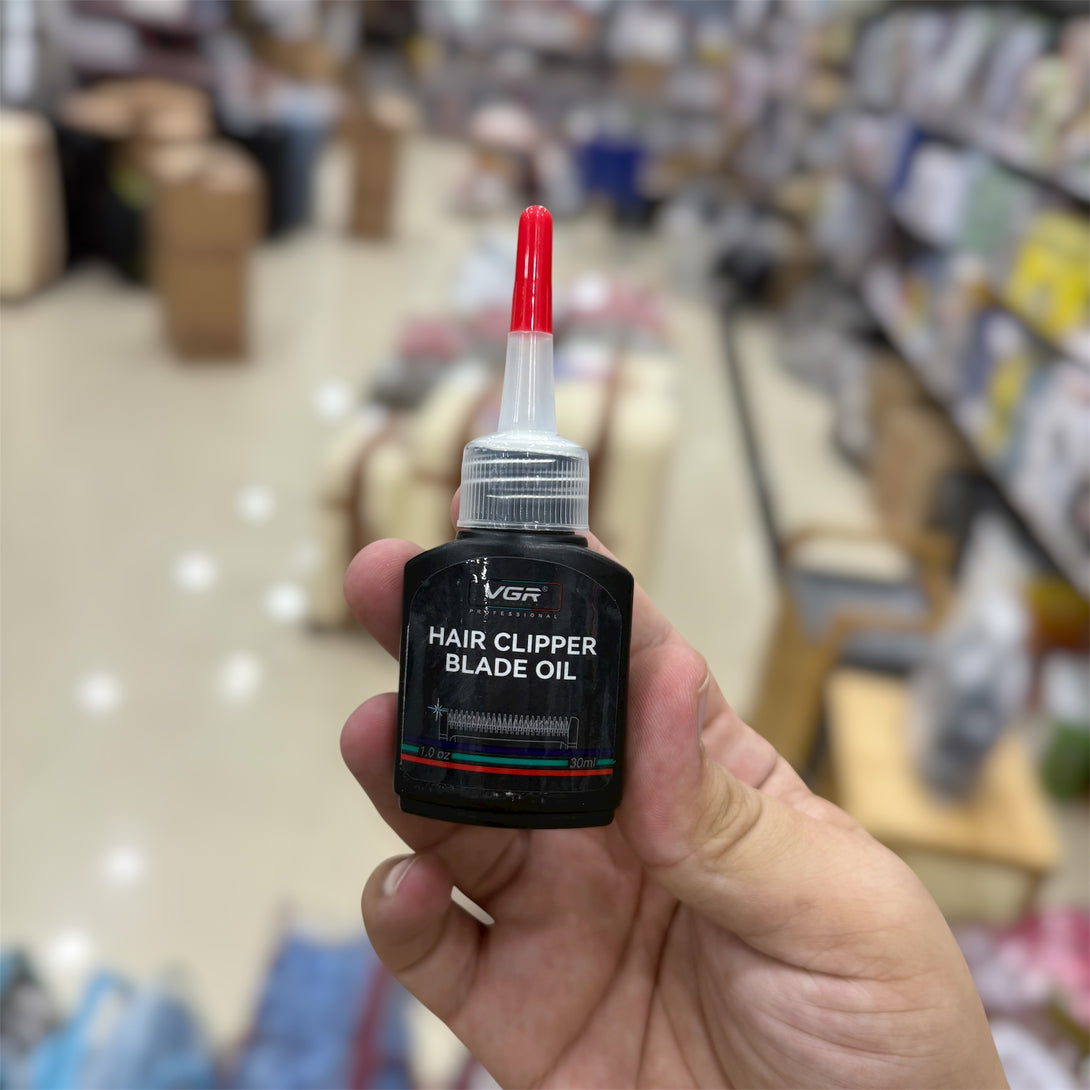 VGR®
PROFESSIONAL
HAIR CLIPPER
BLADE OIL
1.0 oz 30ml